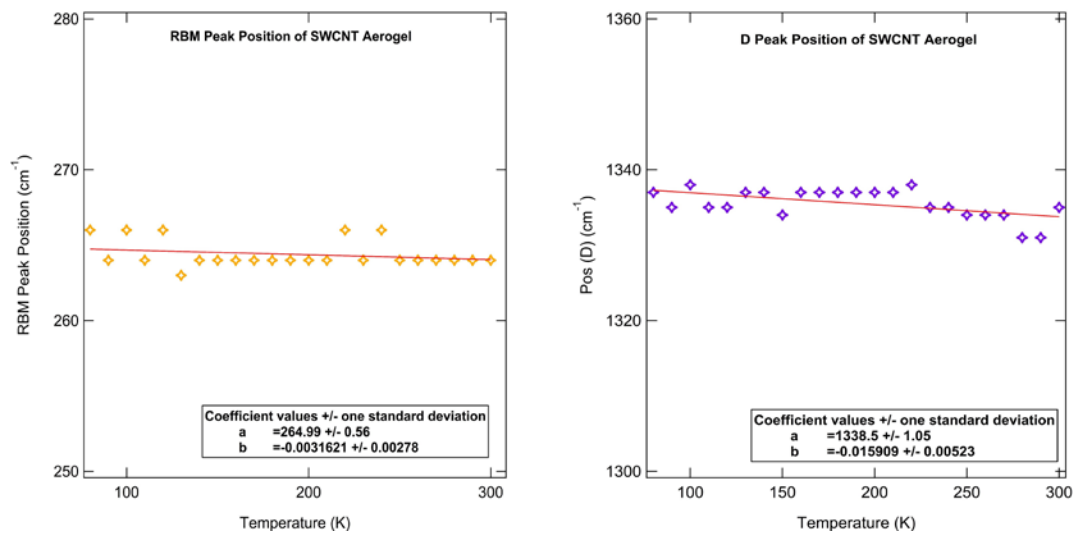 RBM Peak Position of SWCNT Aerogel
280
270
260
250
RBM Peak Position (cm⁻¹)
100
200
300
Temperature (K)
Coefficient values +/- one standard deviation
a =264.99 +/- 0.56
b =-0.0031621 +/- 0.00278
D Peak Position of SWCNT Aerogel
1360
1340
1320
1300
Pos (D) (cm⁻¹)
100
150
200
250
300
Temperature (K)
Coefficient values +/- one standard deviation
a =1338.5 +/- 1.05
b =-0.015909 +/- 0.00523